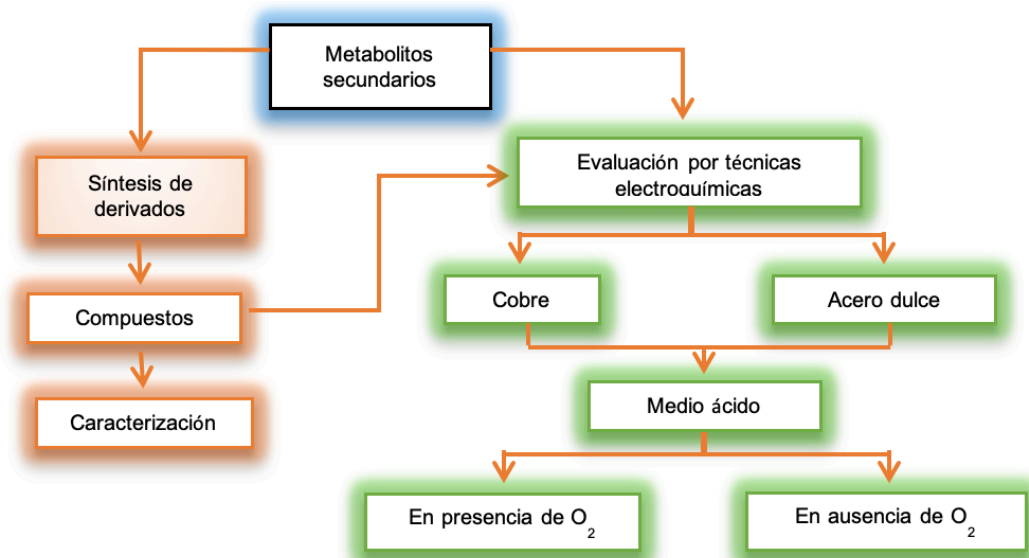 Metabolitos
secundarios
Síntesis de
derivados
Evaluación por técnicas
electroquímicas
Compuestos
Cobre
Acero dulce
Caracterización
Medio ácido
En presencia de O₂
En ausencia de O₂